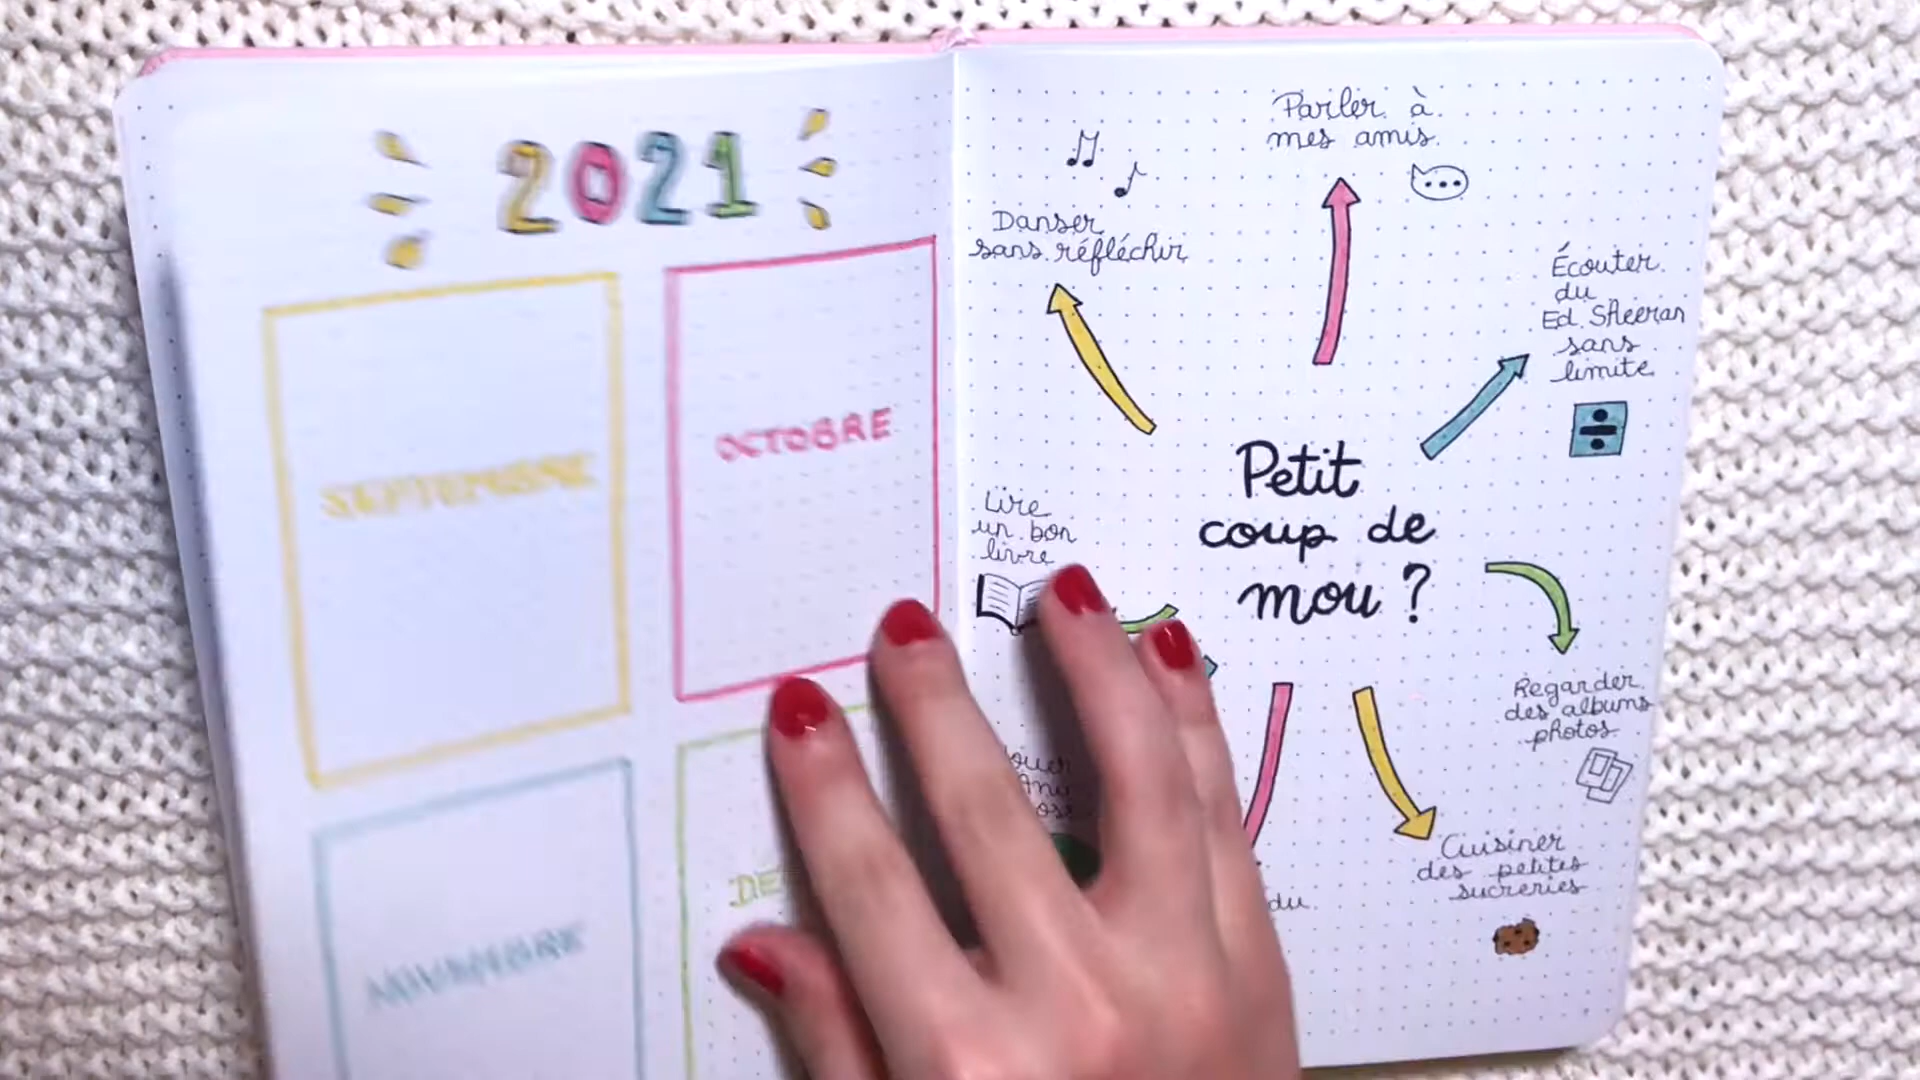 2021
SEPTEMBRE
OCTOBRE
NOVEMBRE
Parler à
mes amis
Danser
sans réfléchir
Écouter
du
Ed Sheeran
sans
limite
Petit
coup de
mou ?
Lire
un bon
livre
Regarder
des albums
photos
Cuisiner
des petites
sucreries
du